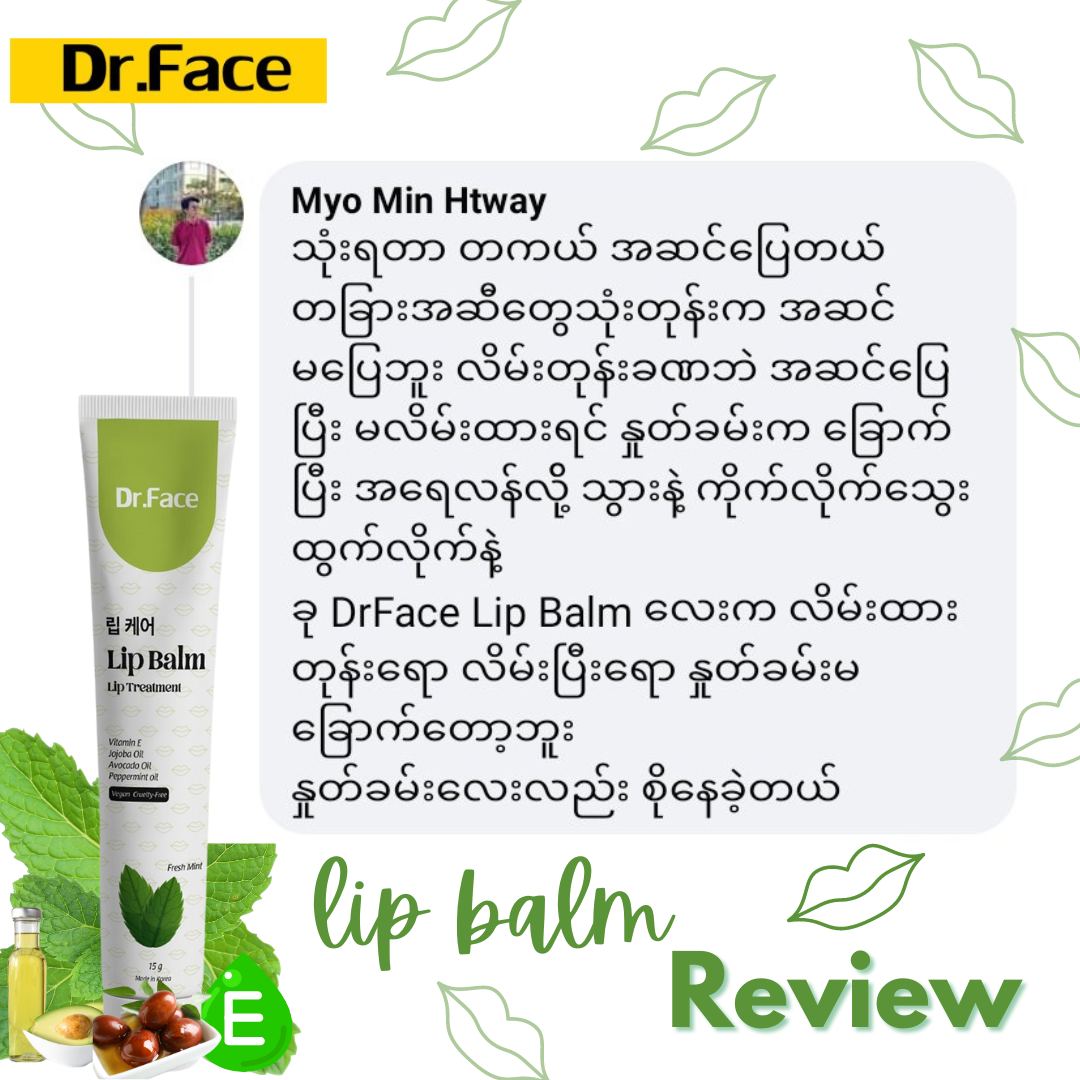 Dr.Face
Myo Min Htway
သုံးရတာ တကယ် အဆင်ပြေတယ်
တခြားအဆီတွေသုံးတုန်းက အဆင်
မပြေဘူး လိမ်းတုန်းခဏဘဲ အဆင်ပြေ
ပြီး မလိမ်းထားရင် နှုတ်ခမ်းက ခြောက်
ပြီး အရေလန်လို့ သွားနဲ့ ကိုက်လိုက်သွေး
ထွက်လိုက်နဲ့
ခု DrFace Lip Balm လေးက လိမ်းထား
တုန်းရော လိမ်းပြီးရော နှုတ်ခမ်းမ
ခြောက်တော့ဘူး
နှုတ်ခမ်းလေးလည်း စိုနေခဲ့တယ်
Dr.Face
립 케어
Lip Balm
Lip Treatment
Vitamin E
Jojoba Oil
Avocado Oil
Peppermint oil
Vegan Cruelty-Free
Fresh Mint
15 g
Made in Korea
E
lip balm
Review